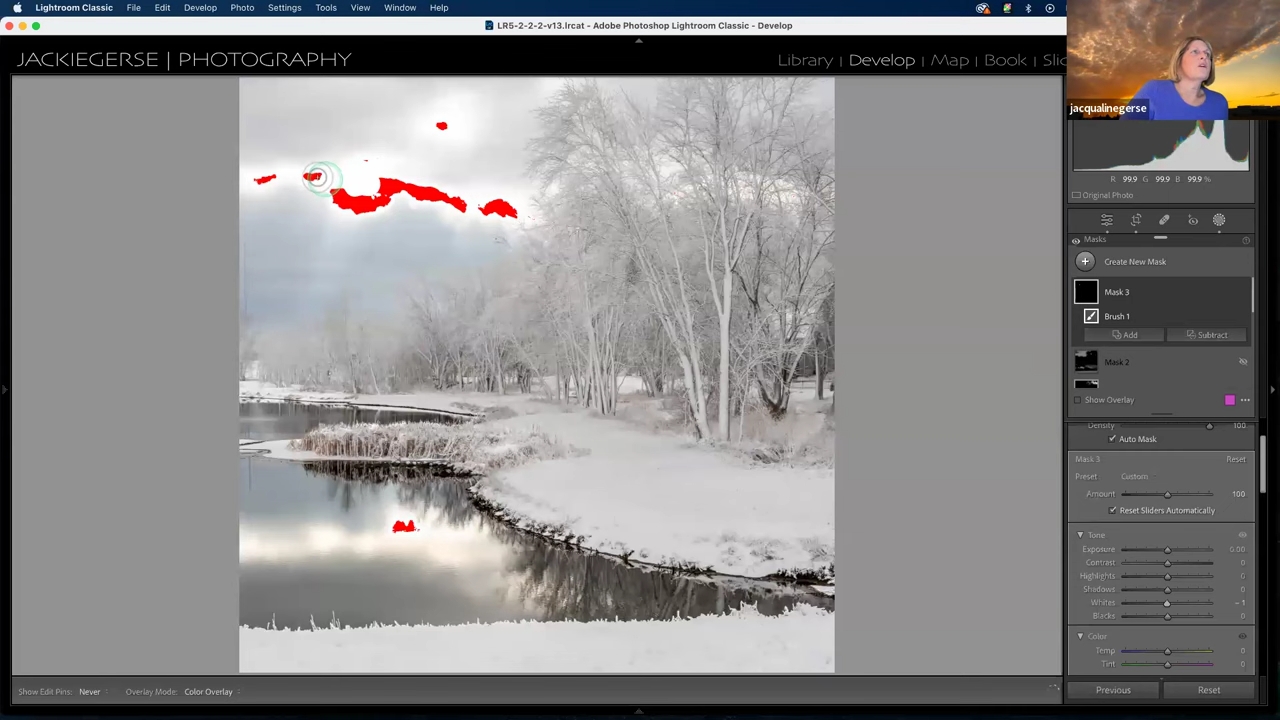 Lightroom Classic File Edit Develop Photo Settings Tools View Window Help
LR5-2-2-2-v13.lrcat - Adobe Photoshop Lightroom Classic - Develop
JACKIEGERSE | PHOTOGRAPHY
Library | Develop | Map | Book | Slic
jacqualinegerse
R 99.9 G 99.9 B 99.9 %
Original Photo
Masks
Create New Mask
Mask 3
Brush 1
Add Subtract
Mask 2
Show Overlay
Density 100
Auto Mask
Mask 3 Reset
Preset Custom
Amount 100
Reset Sliders Automatically
Tone
Exposure 0.00
Contrast 0
Highlights 0
Shadows 0
Whites - 1
Blacks 0
Color
Temp 0
Tint 0
Show Edit Pins: Never Overlay Mode: Color Overlay
Previous Reset